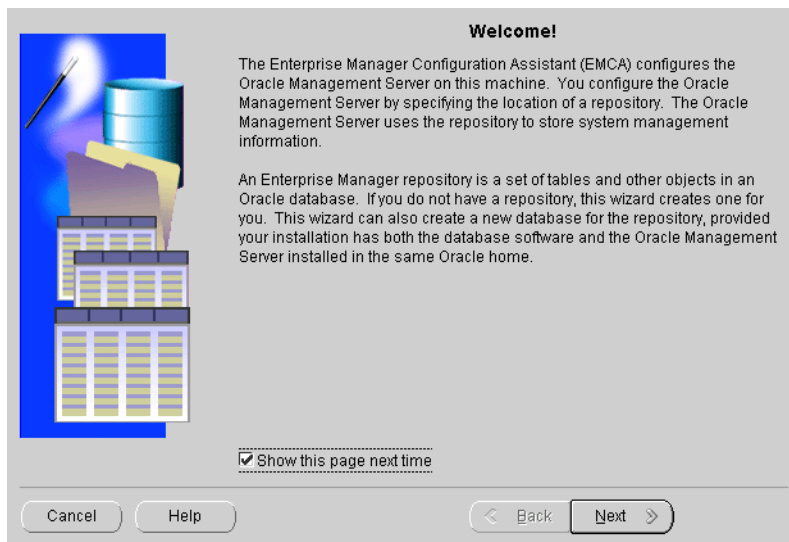 Welcome!
The Enterprise Manager Configuration Assistant (EMCA) configures the
Oracle Management Server on this machine.  You configure the Oracle
Management Server by specifying the location of a repository.  The Oracle
Management Server uses the repository to store system management
information.
An Enterprise Manager repository is a set of tables and other objects in an
Oracle database.  If you do not have a repository, this wizard creates one for
you.  This wizard can also create a new database for the repository, provided
your installation has both the database software and the Oracle Management
Server installed in the same Oracle home.
Show this page next time
Cancel Help Back Next